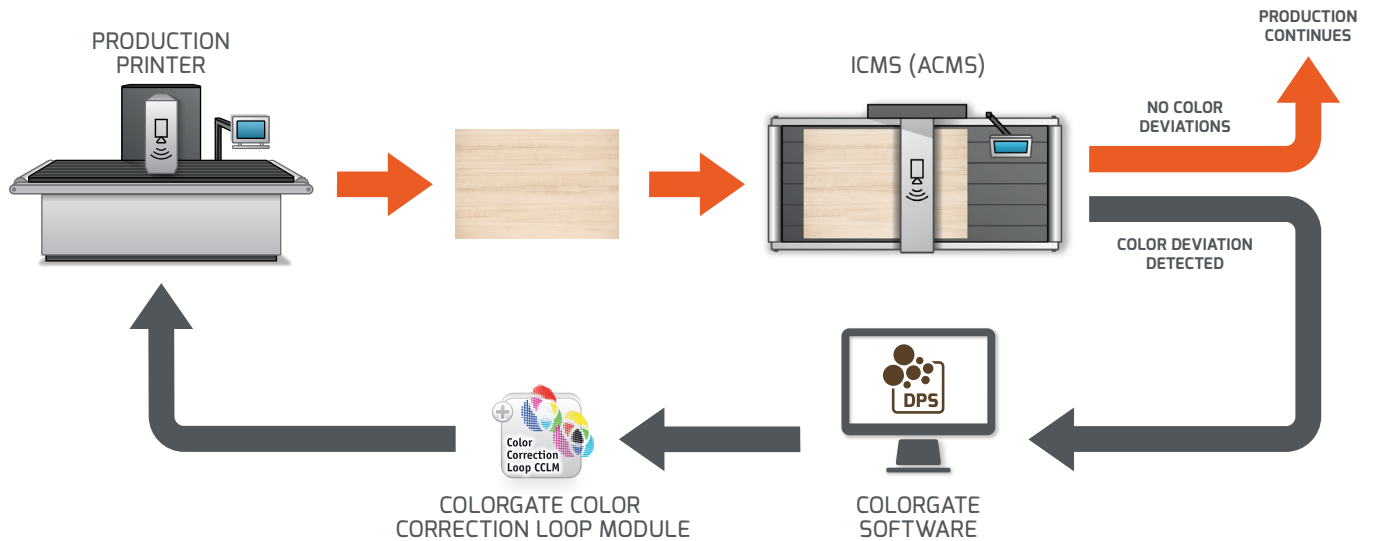 PRODUCTION
PRINTER
ICMS (ACMS)
PRODUCTION
CONTINUES
NO COLOR
DEVIATIONS
COLOR DEVIATION
DETECTED
DPS
COLORGATE
SOFTWARE
Color
Correction
Loop CCLM
COLORGATE COLOR
CORRECTION LOOP MODULE